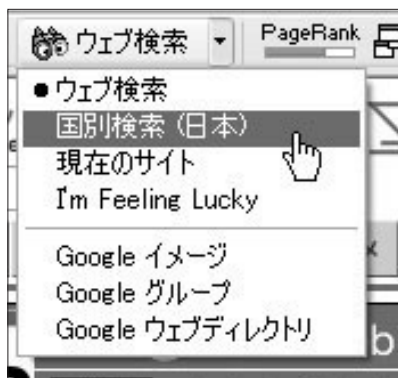 ウェブ検索 PageRank
ウェブ検索
国別検索 (日本)
現在のサイト
I'm Feeling Lucky
Google イメージ
Google グループ
Google ウェブディレクトリ